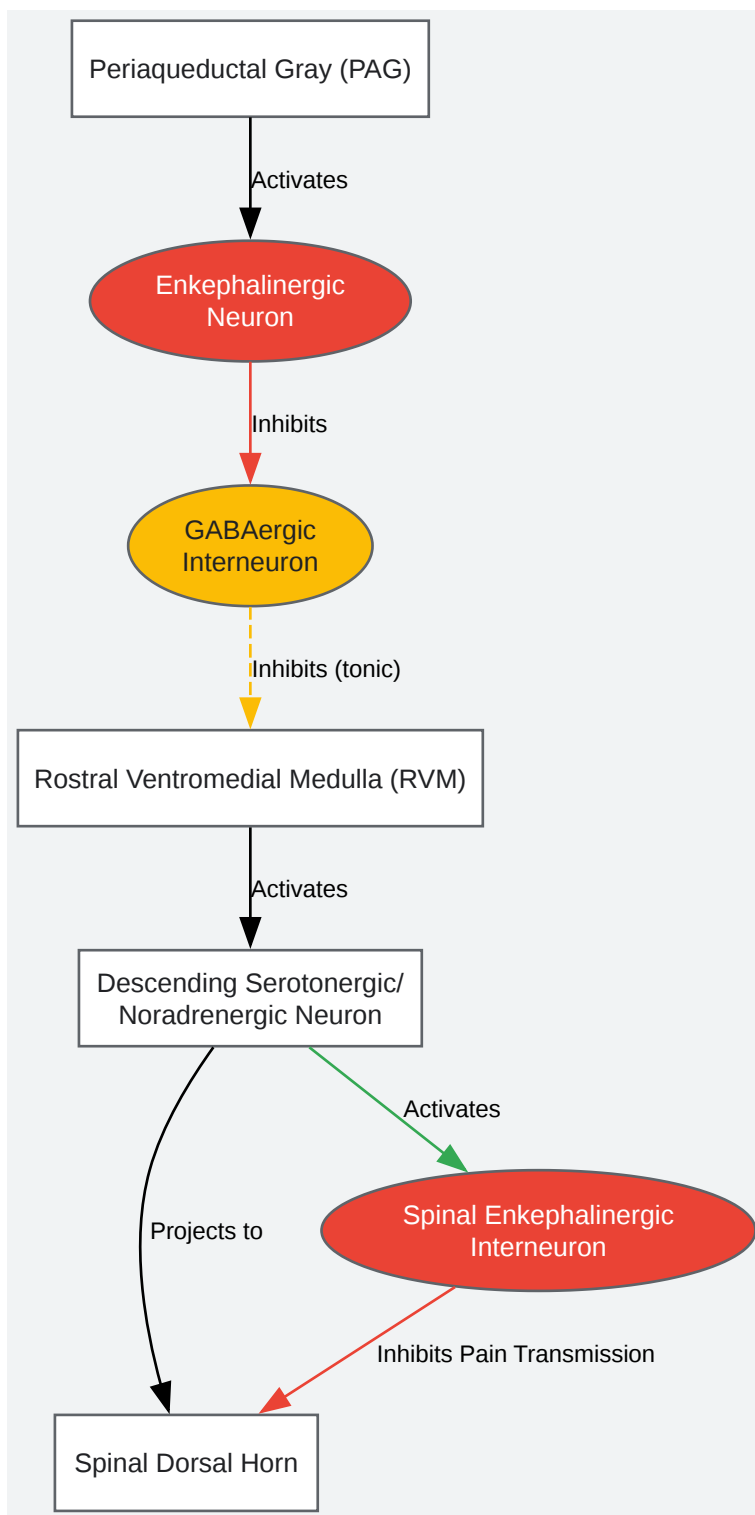 Periaqueductal Gray (PAG)
Activates
Enkephalinergic
Neuron
Inhibits
GABAergic
Interneuron
Inhibits (tonic)
Rostral Ventromedial Medulla (RVM)
Activates
Descending Serotonergic/
Noradrenergic Neuron
Activates
Spinal Enkephalinergic
Interneuron
Projects to
Inhibits Pain Transmission
Spinal Dorsal Horn